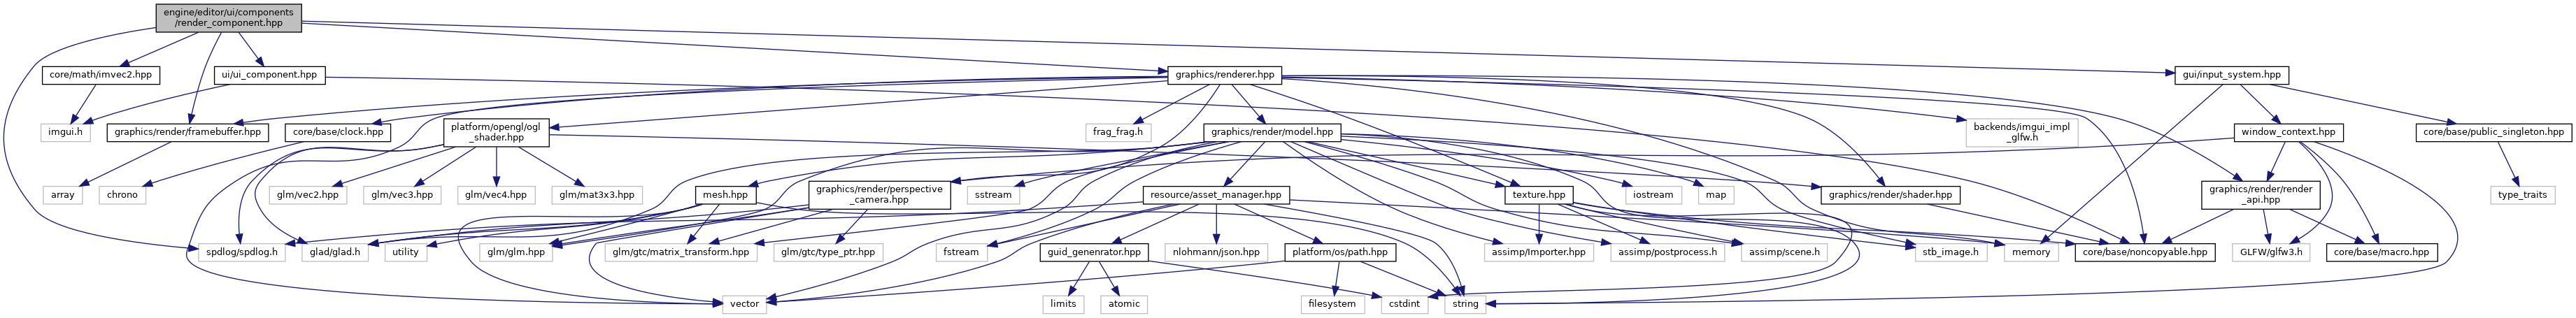 engine/editor/ui/components
/render_component.hpp
core/math/imvec2.hpp
ui/ui_component.hpp
graphics/renderer.hpp
gui/input_system.hpp
imgui.h
graphics/render/framebuffer.hpp
core/base/clock.hpp
platform/opengl/ogl
_shader.hpp
frag_frag.h
graphics/render/model.hpp
backends/imgui_impl
_glfw.h
window_context.hpp
core/base/public_singleton.hpp
array
chrono
glm/vec2.hpp
glm/vec3.hpp
glm/vec4.hpp
glm/mat3x3.hpp
mesh.hpp
graphics/render/perspective
_camera.hpp
sstream
resource/asset_manager.hpp
texture.hpp
iostream
map
graphics/render/shader.hpp
graphics/render/render
_api.hpp
type_traits
spdlog/spdlog.h
glad/glad.h
utility
glm/glm.hpp
glm/gtc/matrix_transform.hpp
glm/gtc/type_ptr.hpp
fstream
guid_genenrator.hpp
nlohmann/json.hpp
platform/os/path.hpp
assimp/Importer.hpp
assimp/postprocess.h
assimp/scene.h
stb_image.h
memory
core/base/noncopyable.hpp
GLFW/glfw3.h
core/base/macro.hpp
vector
limits
atomic
filesystem
cstdint
string